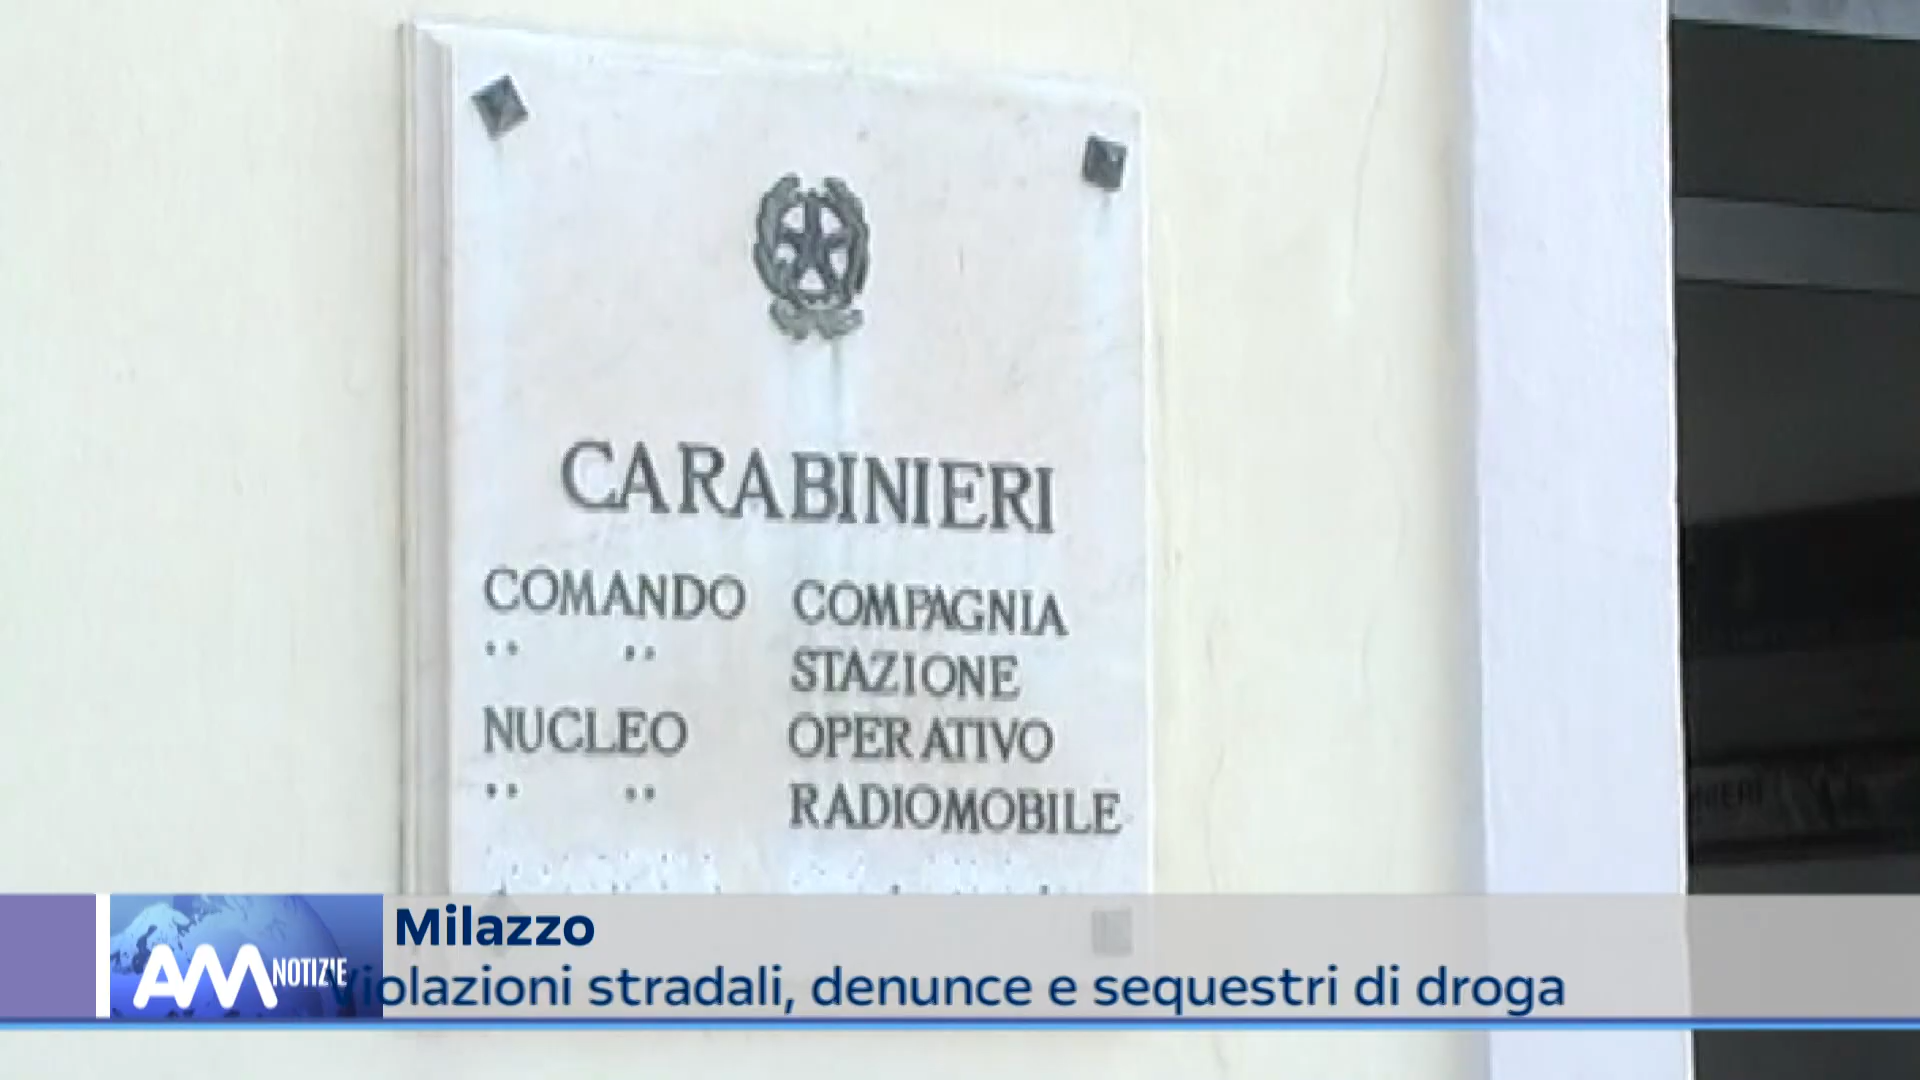 CARABINIERI
COMANDO COMPAGNIA
" " STAZIONE
NUCLEO OPERATIVO
" " RADIOMOBILE
Milazzo
AM NOTIZIE
Violazioni stradali, denunce e sequestri di droga